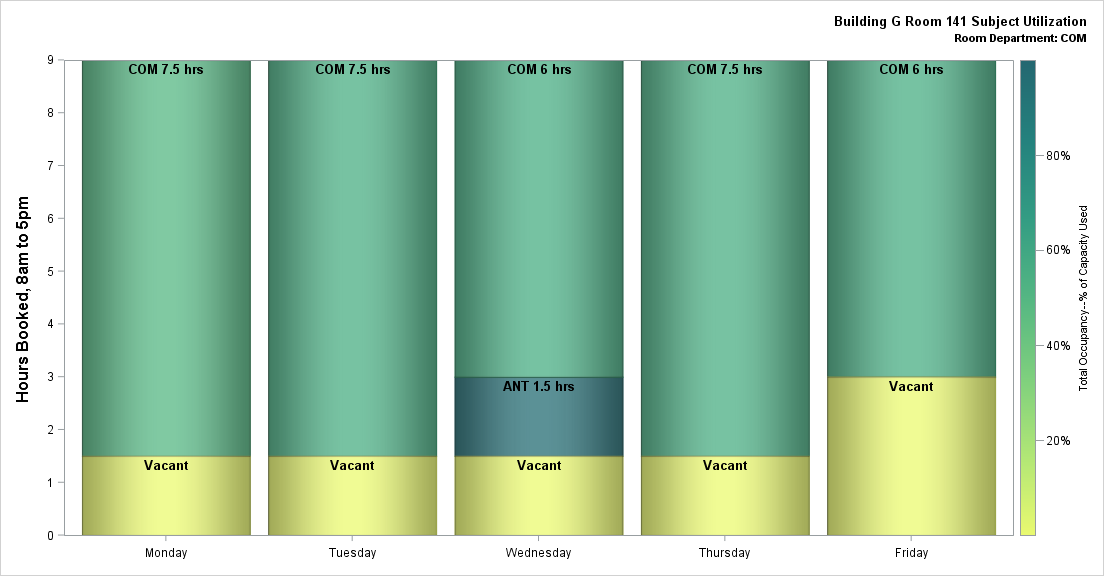 Building G Room 141 Subject Utilization
Room Department: COM
Hours Booked, 8am to 5pm
9
8
7
6
5
4
3
2
1
0
COM 7.5 hrs
Vacant
COM 7.5 hrs
Vacant
COM 6 hrs
ANT 1.5 hrs
Vacant
COM 7.5 hrs
Vacant
COM 6 hrs
Vacant
Monday
Tuesday
Wednesday
Thursday
Friday
80%
60%
40%
20%
Total Occupancy--% of Capacity Used